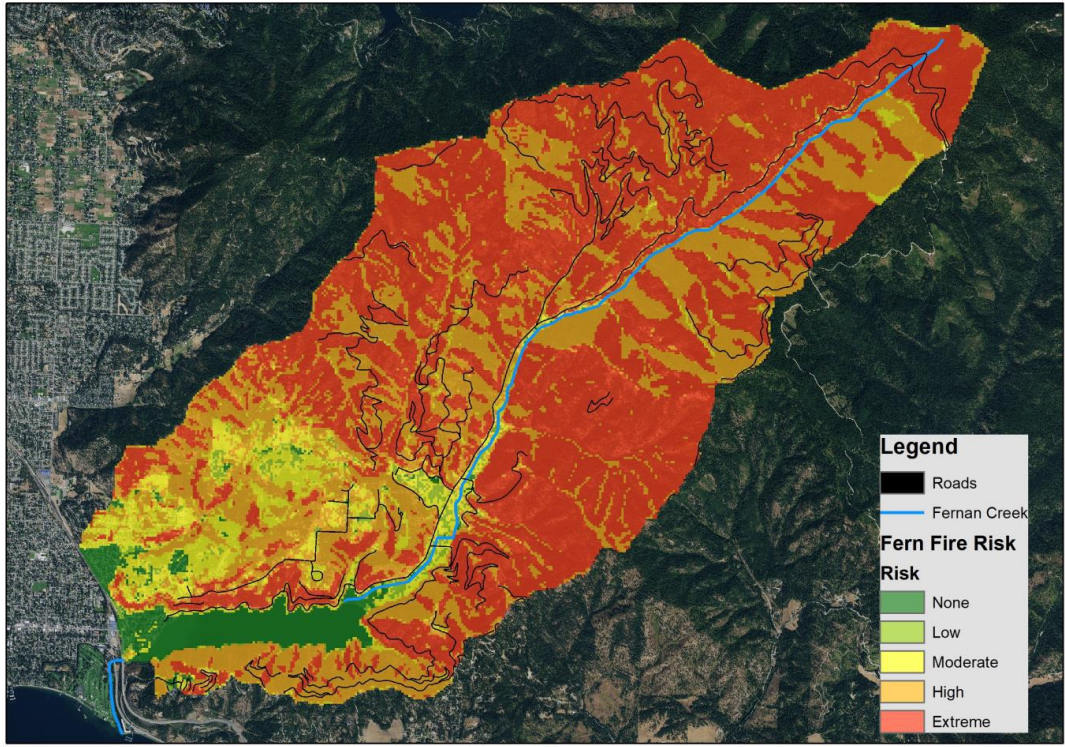 Legend
Roads
Fernan Creek
Fern Fire Risk
Risk
None
Low
Moderate
High
Extreme